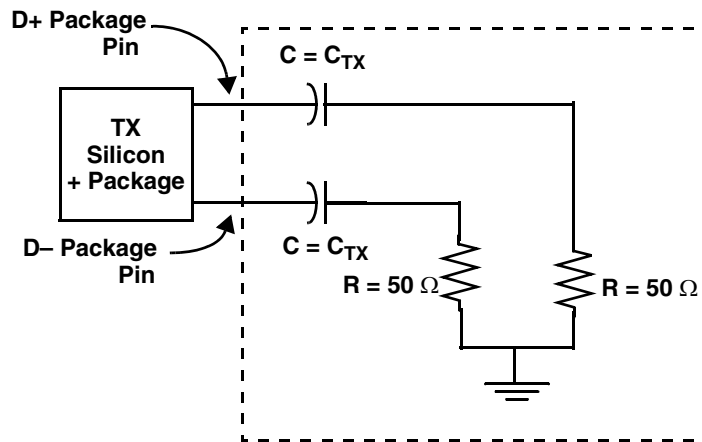 D+ Package
Pin
C = CTX
TX
Silicon
+ Package
D– Package
Pin
C = CTX
R = 50 Ω
R = 50 Ω